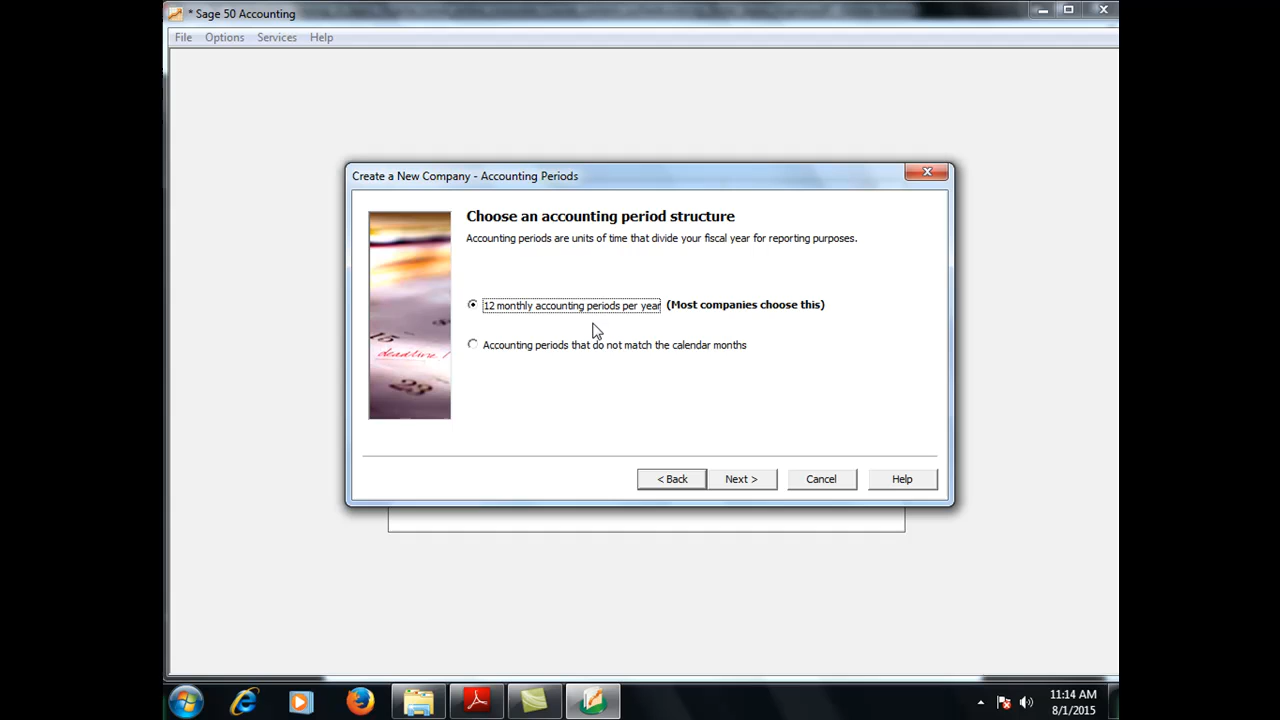 * Sage 50 Accounting
File Options Services Help
Create a New Company - Accounting Periods
Choose an accounting period structure
Accounting periods are units of time that divide your fiscal year for reporting purposes.
12 monthly accounting periods per year (Most companies choose this)
Accounting periods that do not match the calendar months
15
deadline!
23
< Back Next > Cancel Help
11:14 AM
8/1/2015